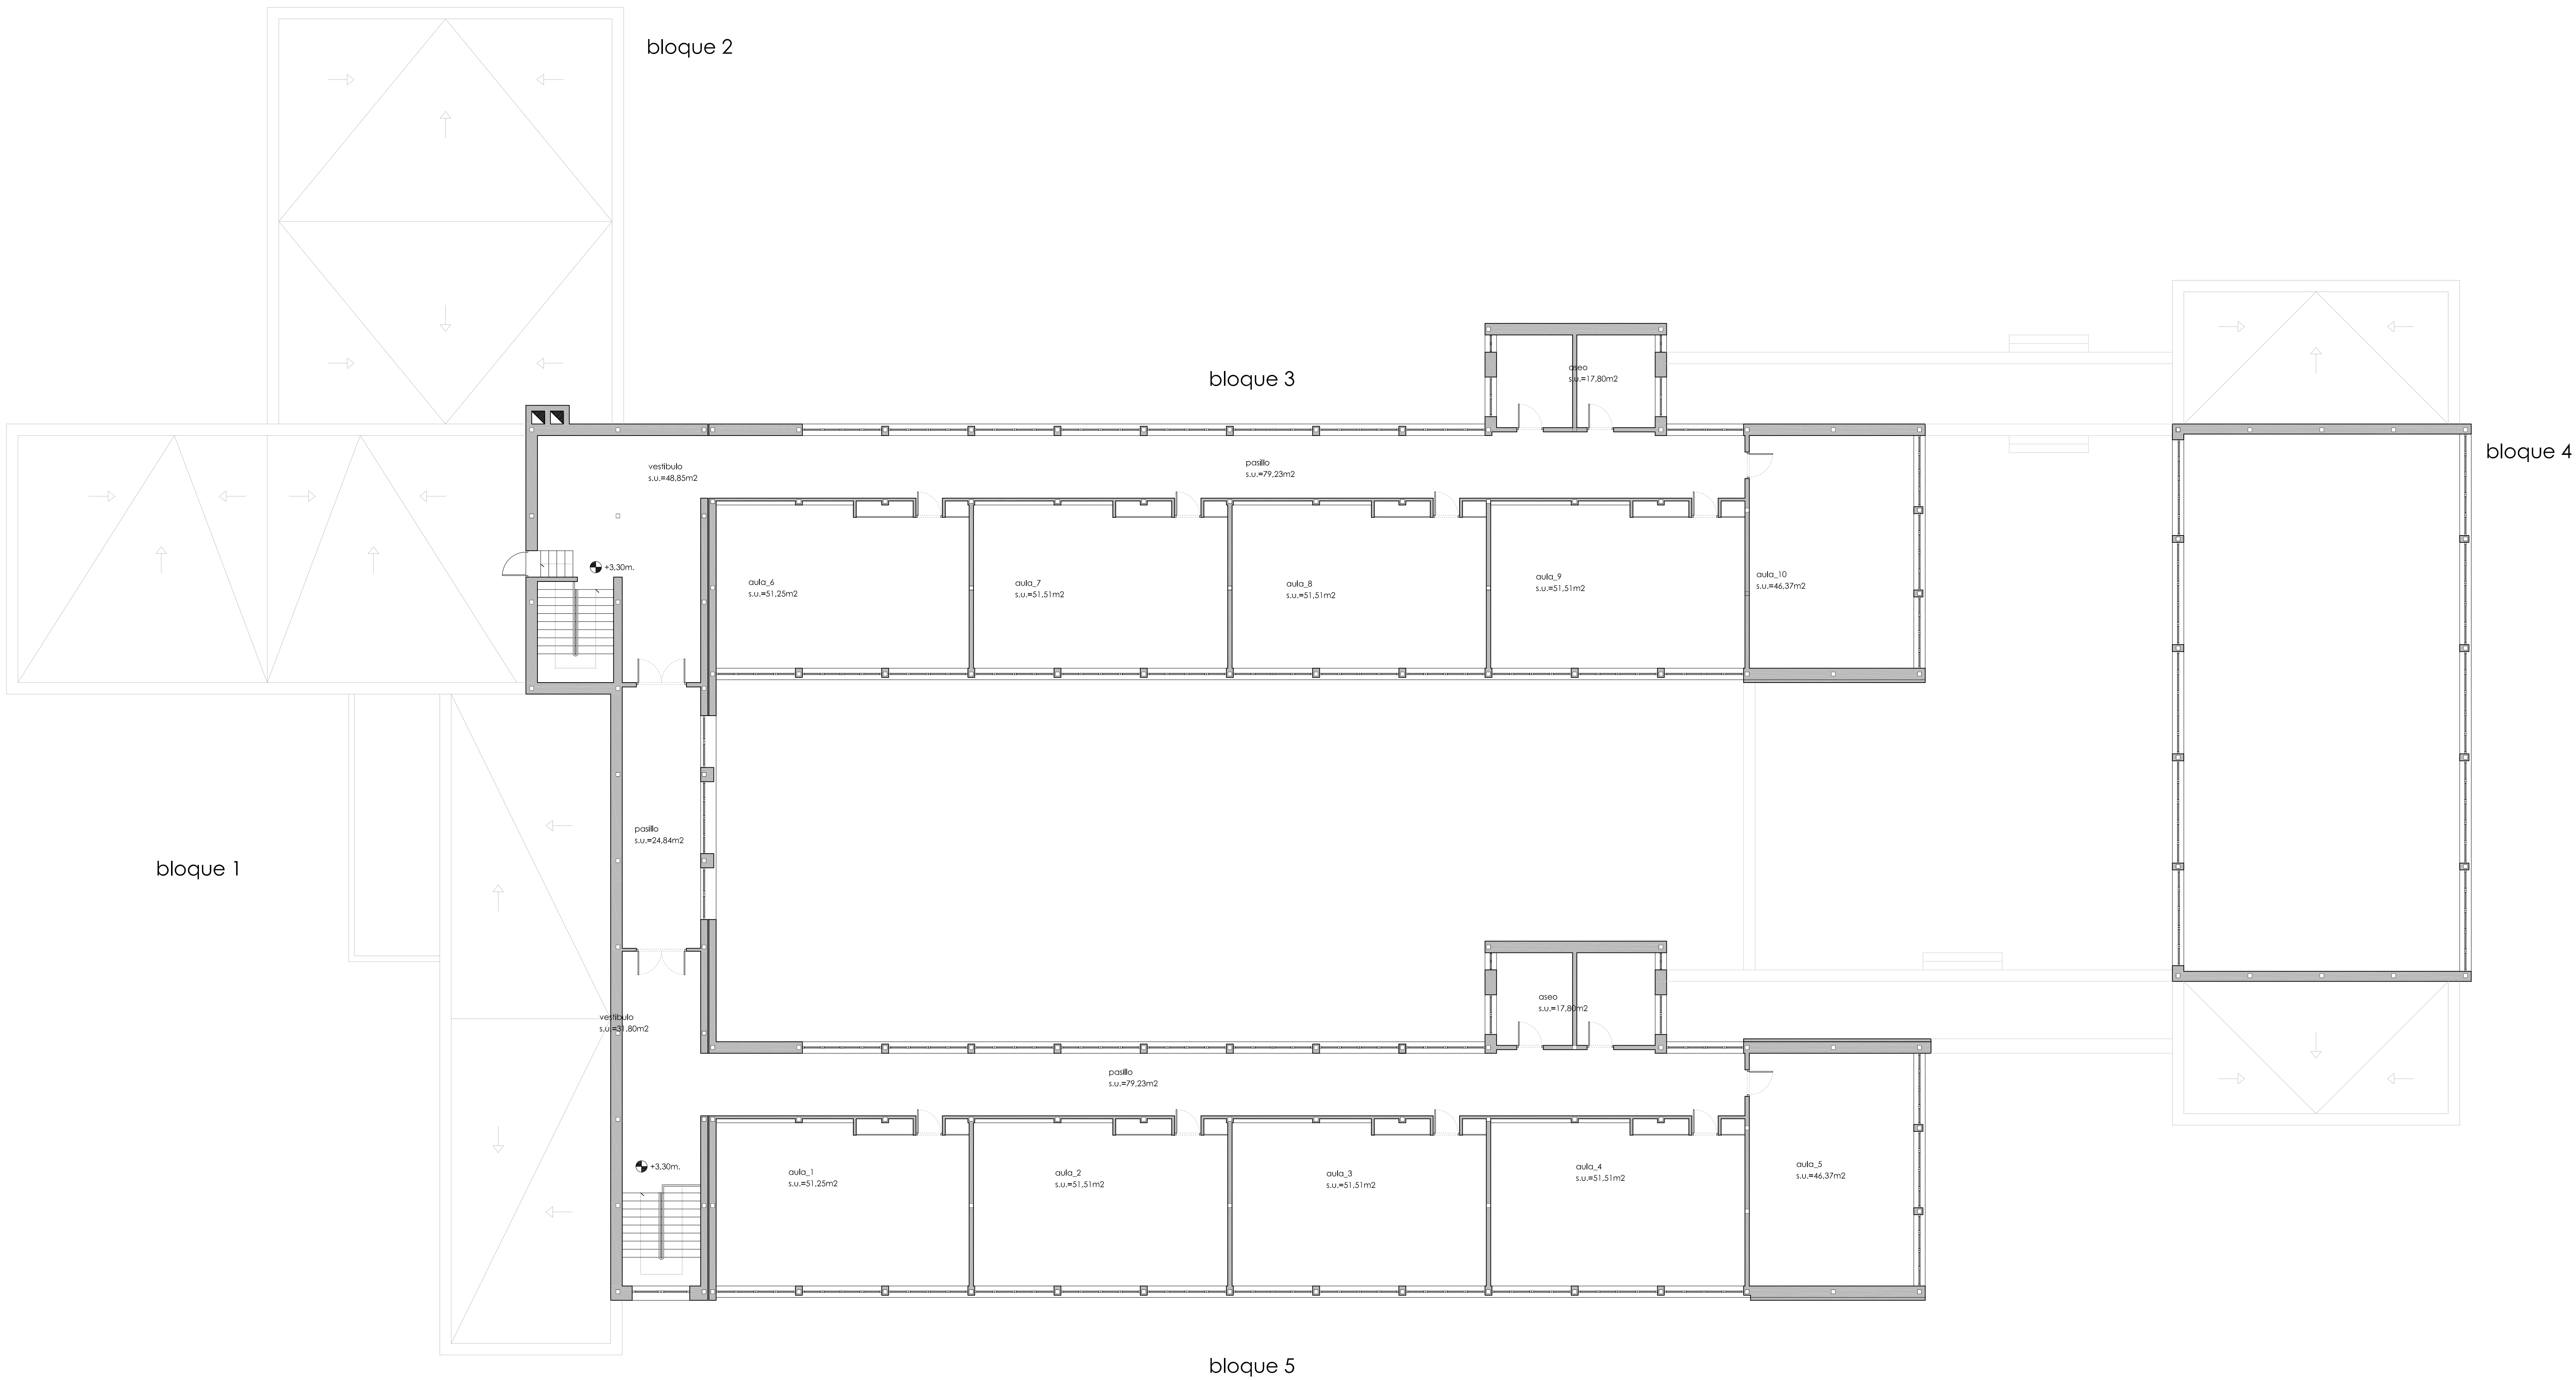 bloque 2
bloque 3
aseo
s.u.=17,80m2
bloque 4
vestibulo
s.u.=48,85m2
pasillo
s.u.=79,23m2
+3,30m.
aula_6
s.u.=51,25m2
aula_7
s.u.=51,51m2
aula_8
s.u.=51,51m2
aula_9
s.u.=51,51m2
aula_10
s.u.=46,37m2
pasillo
s.u.=24,84m2
bloque 1
vestibulo
s.u.=31,80m2
aseo
s.u.=17,80m2
pasillo
s.u.=79,23m2
+3,30m.
aula_1
s.u.=51,25m2
aula_2
s.u.=51,51m2
aula_3
s.u.=51,51m2
aula_4
s.u.=51,51m2
aula_5
s.u.=46,37m2
bloque 5